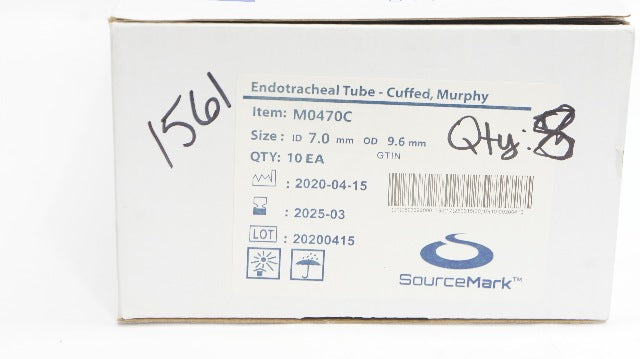 1561
Endotracheal Tube - Cuffed, Murphy
Item: M0470C
Size: ID 7.0 mm OD 9.6 mm
Qty: 8
QTY: 10 EA
GTIN
: 2020-04-15
: 2025-03
LOT : 20200415
SourceMark™